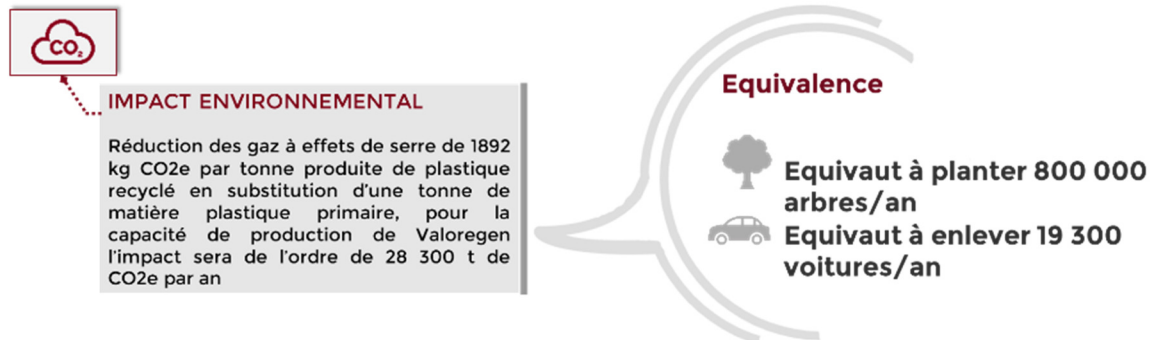 CO2
IMPACT ENVIRONNEMENTAL
Réduction des gaz à effets de serre de 1892
kg CO2e par tonne produite de plastique
recyclé en substitution d'une tonne de
matière plastique primaire, pour la
capacité de production de Valoregen
l'impact sera de l'ordre de 28 300 t de
CO2e par an
Equivalence
Equivaut à planter 800 000
arbres/an
Equivaut à enlever 19 300
voitures/an